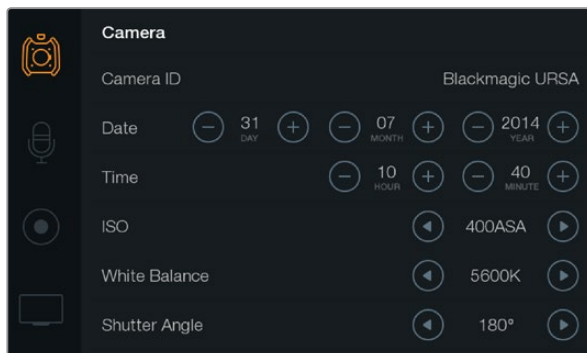 Camera
Camera ID Blackmagic URSA
Date 31 DAY 07 MONTH 2014 YEAR
Time 10 HOUR 40 MINUTE
ISO 400ASA
White Balance 5600K
Shutter Angle 180°